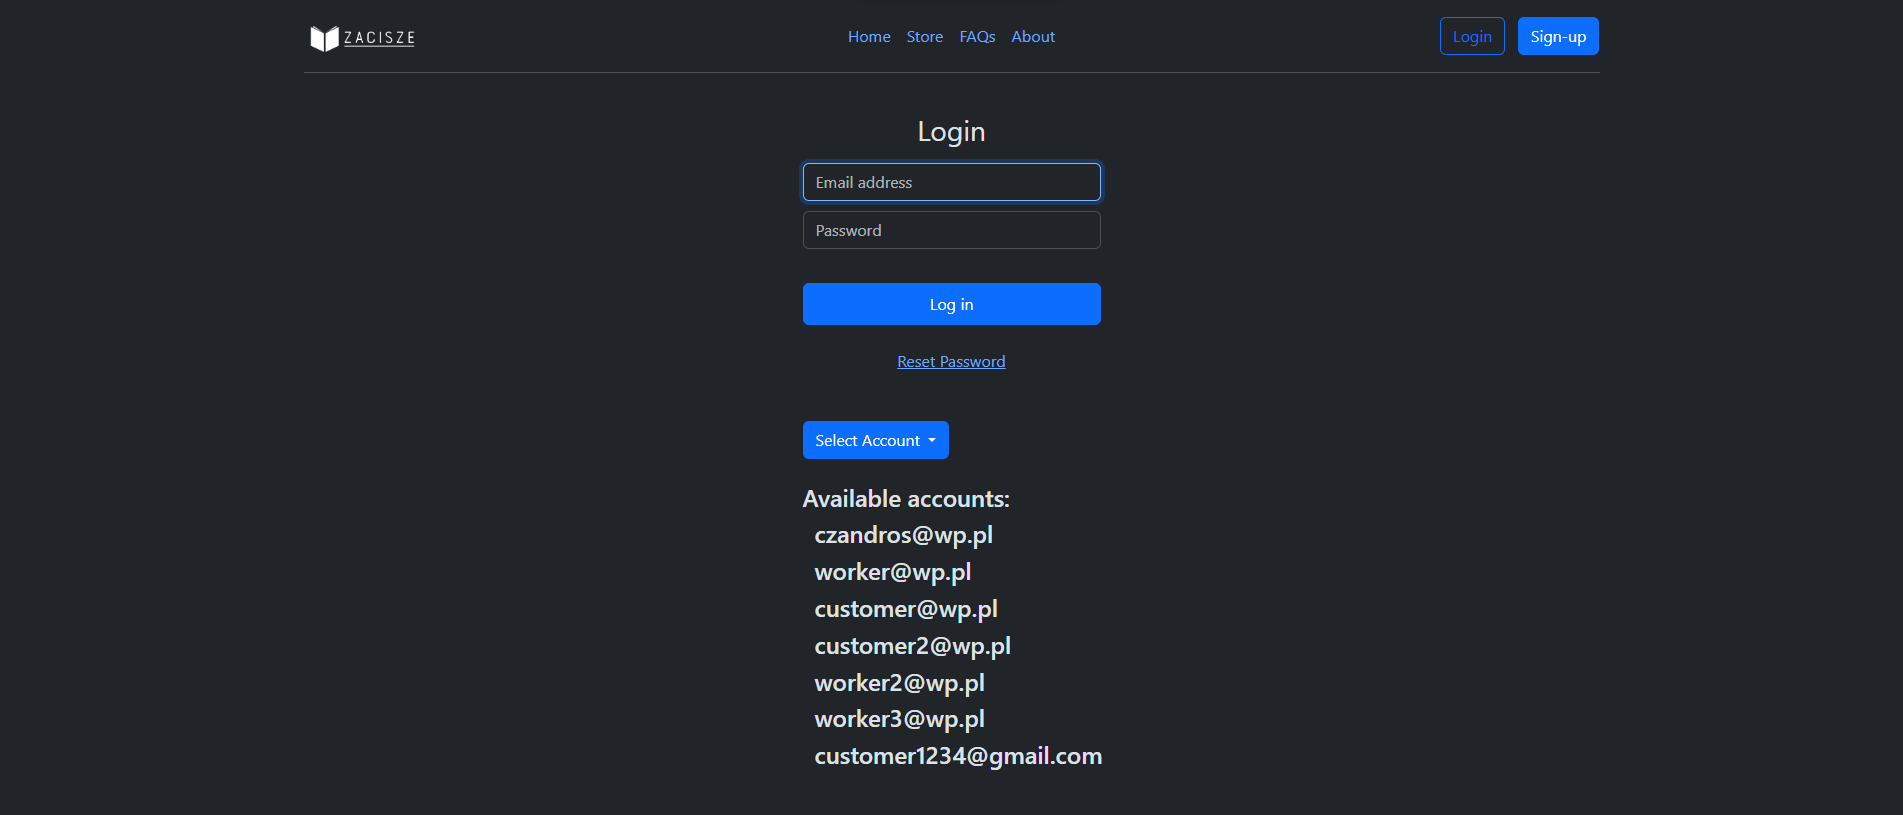 ZACISZE
Home Store FAQs About
Login Sign-up
Login
Email address
Password
Log in
Reset Password
Select Account
Available accounts:
czandros@wp.pl
worker@wp.pl
customer@wp.pl
customer2@wp.pl
worker2@wp.pl
worker3@wp.pl
customer1234@gmail.com